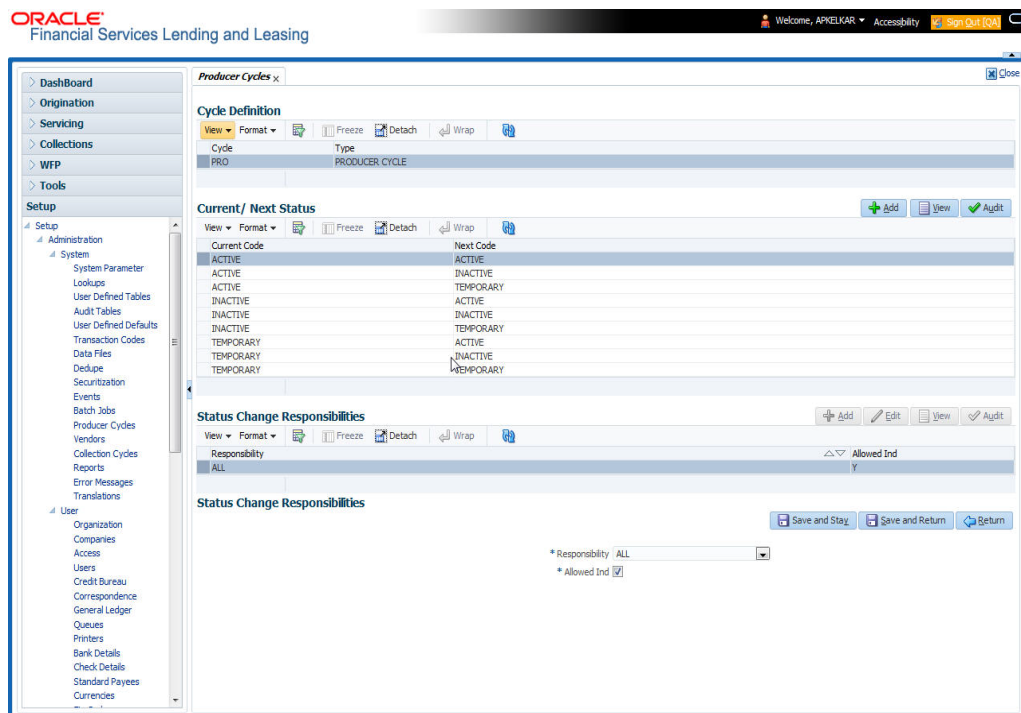 ORACLE
Financial Services Lending and Leasing
Welcome, APKELKAR Accessibility Sign Out [QA]
Close
DashBoard
Origination
Servicing
Collections
WFP
Tools
Setup
Setup
Administration
System
System Parameter
Lookups
User Defined Tables
Audit Tables
User Defined Defaults
Transaction Codes
Data Files
Dedupe
Securitization
Events
Batch Jobs
Producer Cycles
Vendors
Collection Cycles
Reports
Error Messages
Translations
User
Organization
Companies
Access
Users
Credit Bureau
Correspondence
General Ledger
Queues
Printers
Bank Details
Check Details
Standard Payees
Currencies
Producer Cycles x
Cycle Definition
View Format Freeze Detach Wrap
Cycle Type
PRO PRODUCER CYCLE
Current/ Next Status
Add View Audit
View Format Freeze Detach Wrap
Current Code Next Code
ACTIVE ACTIVE
ACTIVE INACTIVE
ACTIVE TEMPORARY
INACTIVE ACTIVE
INACTIVE INACTIVE
INACTIVE TEMPORARY
TEMPORARY ACTIVE
TEMPORARY INACTIVE
TEMPORARY TEMPORARY
Status Change Responsibilities
Add Edit View Audit
View Format Freeze Detach Wrap
Responsibility Allowed Ind
ALL Y
Status Change Responsibilities
Save and Stay Save and Return Return
* Responsibility ALL
* Allowed Ind